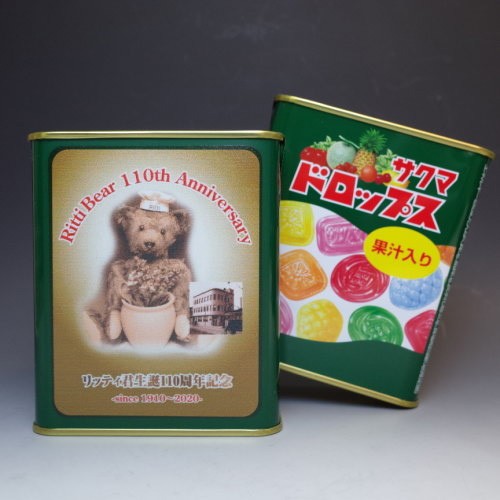 Ritti Bear 110th Anniversary
リッティ君生誕110周年記念
-since 1910～2020-
サクマ
ドロップス
果汁入り